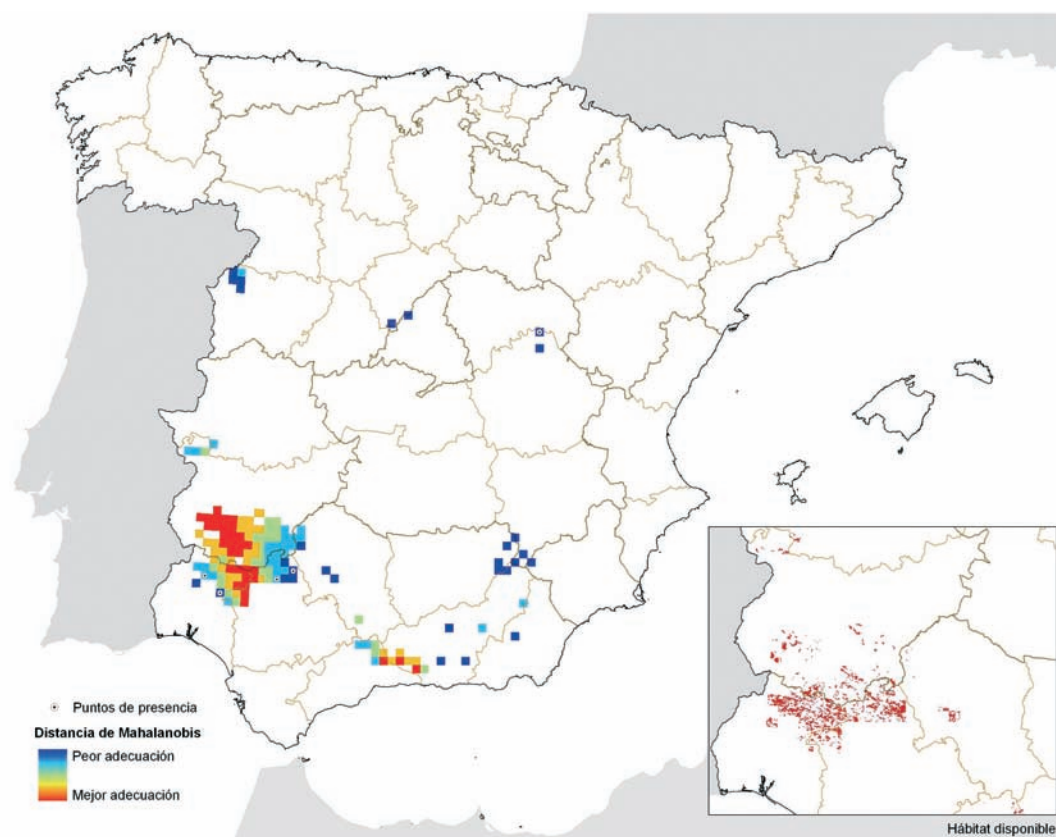 Puntos de presencia
Distancia de Mahalanobis
Peor adecuación
Mejor adecuación
Hábitat disponible